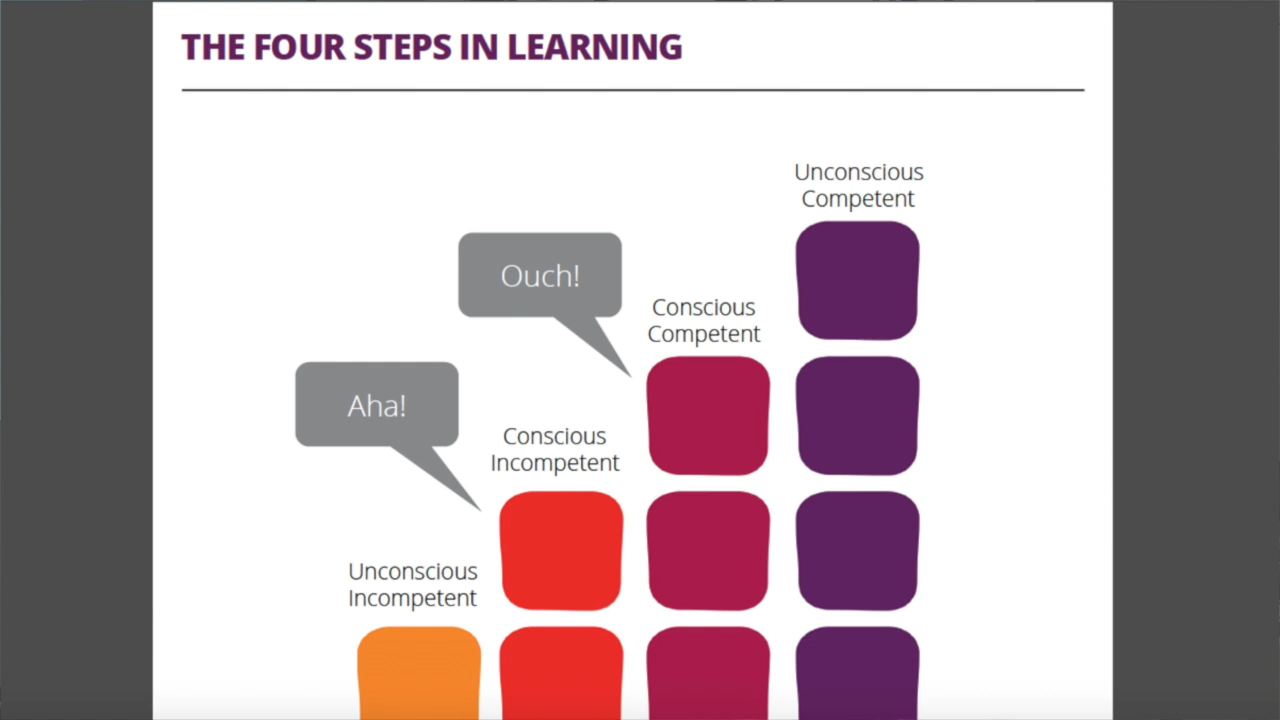 THE FOUR STEPS IN LEARNING
Unconscious
Competent
Ouch!
Conscious
Competent
Aha!
Conscious
Incompetent
Unconscious
Incompetent